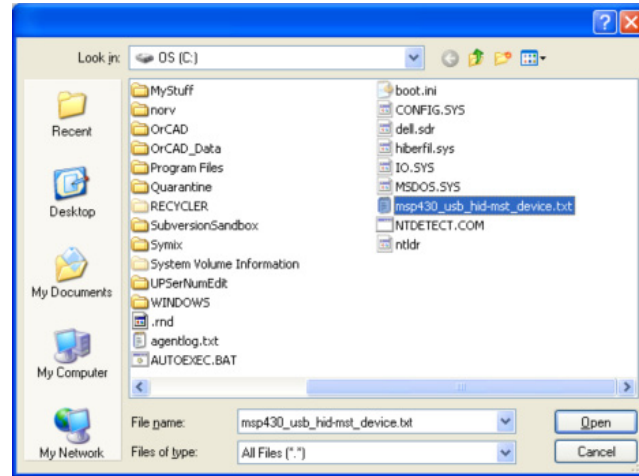 Look in:
OS (C:)
Recent
Desktop
My Documents
My Computer
My Network
MyStuff
norv
OrCAD
OrCAD_Data
Program Files
Quarantine
RECYCLER
SubversionSandbox
Symix
System Volume Information
UPSerNumEdit
WINDOWS
.rnd
agentlog.txt
AUTOEXEC.BAT
boot.ini
CONFIG.SYS
dell.sdr
hiberfil.sys
IO.SYS
MSDOS.SYS
msp430_usb_hid-mst_device.txt
NTDETECT.COM
ntldr
File name:
msp430_usb_hid-mst_device.txt
Open
Files of type:
All Files (*.*)
Cancel